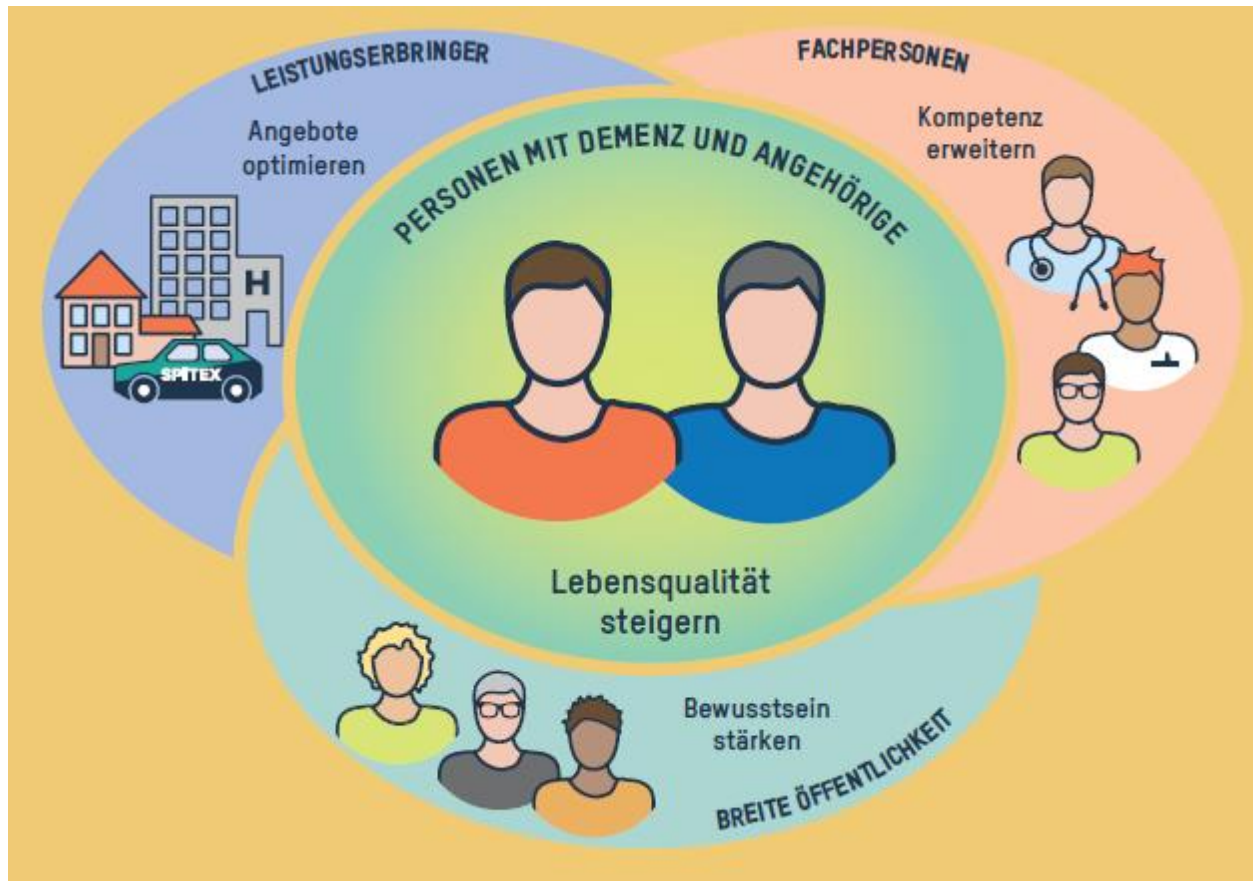 LEISTUNGSERBRINGER
Angebote
optimieren
H
SPITEX
FACHPERSONEN
Kompetenz
erweitern
PERSONEN MIT DEMENZ UND ANGEHÖRIGE
Lebensqualität
steigern
Bewusstsein
stärken
BREITE ÖFFENTLICHKEIT